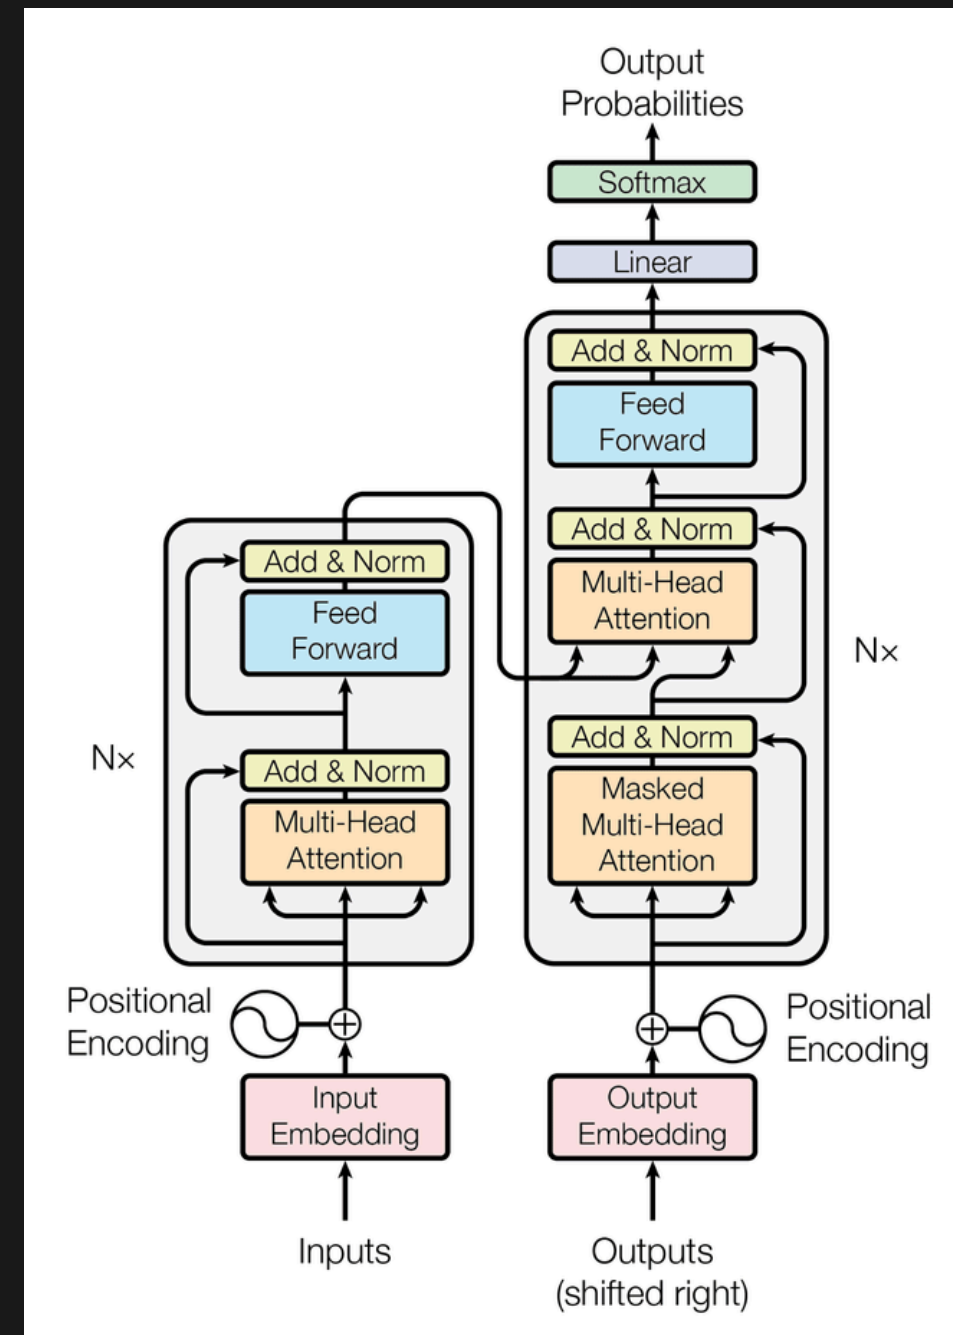 Output
Probabilities
Softmax
Linear
Add & Norm
Feed
Forward
Add & Norm
Multi-Head
Attention
Add & Norm
Masked
Multi-Head
Attention
Nx
Add & Norm
Feed
Forward
Add & Norm
Multi-Head
Attention
Nx
Positional
Encoding
Positional
Encoding
Input
Embedding
Output
Embedding
Inputs
Outputs
(shifted right)